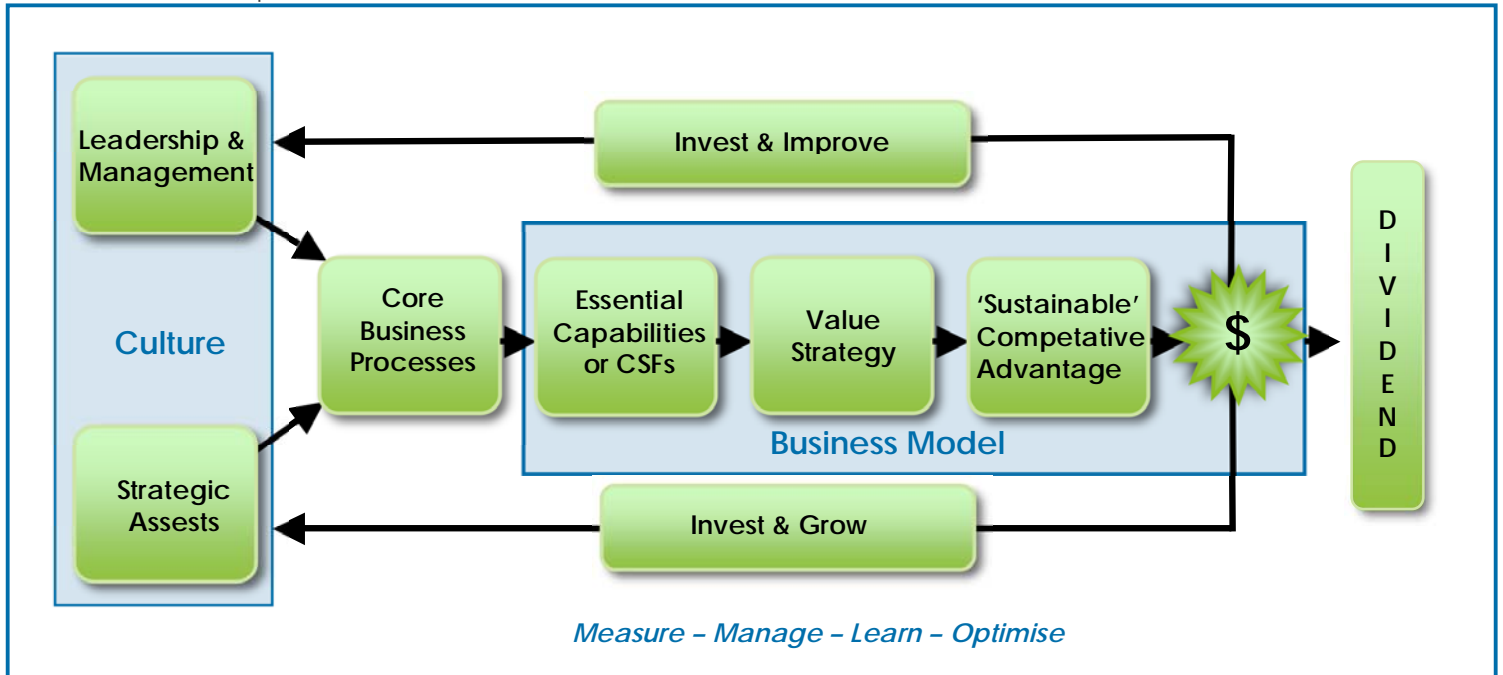 Leadership &
Management
Invest & Improve
Culture
Core
Business
Processes
Essential
Capabilities
or CSFs
Value
Strategy
‘Sustainable’
Competative
Advantage
$
D
I
V
I
D
E
N
D
Business Model
Strategic
Assests
Invest & Grow
Measure – Manage – Learn – Optimise